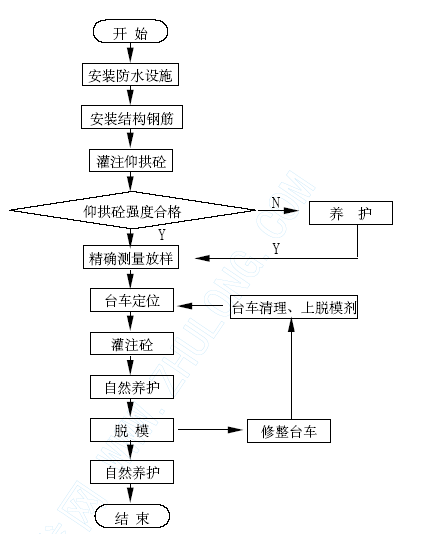 开 始
安装防水设施
安装结构钢筋
灌注仰拱砼
仰拱砼强度合格
N
养 护
Y
Y
精确测量放样
台车定位
台车清理、上脱模剂
灌注砼
自然养护
脱 模
修整台车
自然养护
结 束
WWW.ZHULONG.COM